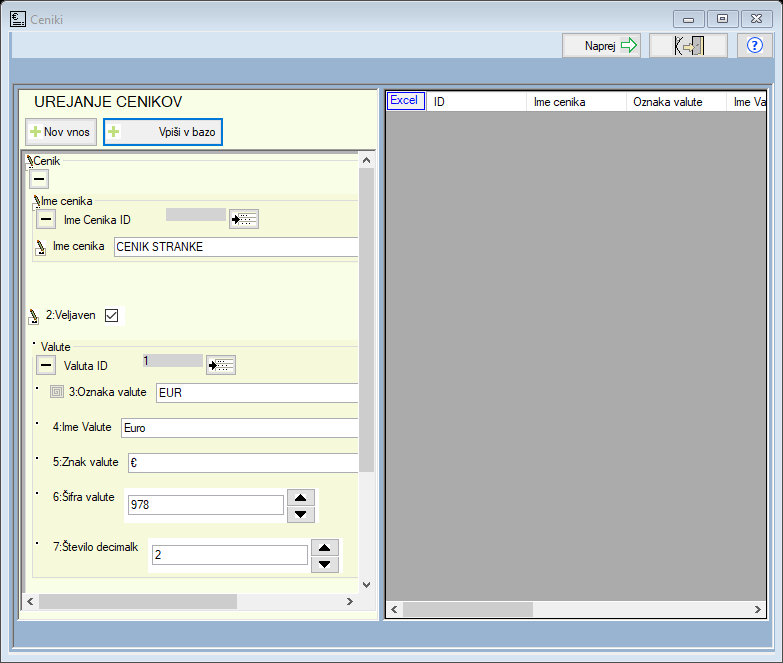 Ceniki
Naprej
?
UREJANJE CENIKOV
Nov vnos
Vpiši v bazo
Cenik
Ime cenika
Ime Cenika ID
Ime cenika CENIK STRANKE
2:Veljaven
Valute
Valuta ID 1
3:Oznaka valute EUR
4:Ime Valute Euro
5:Znak valute €
6:Šifra valute 978
7:Število decimalk 2
Excel ID Ime cenika Oznaka valute Ime Va